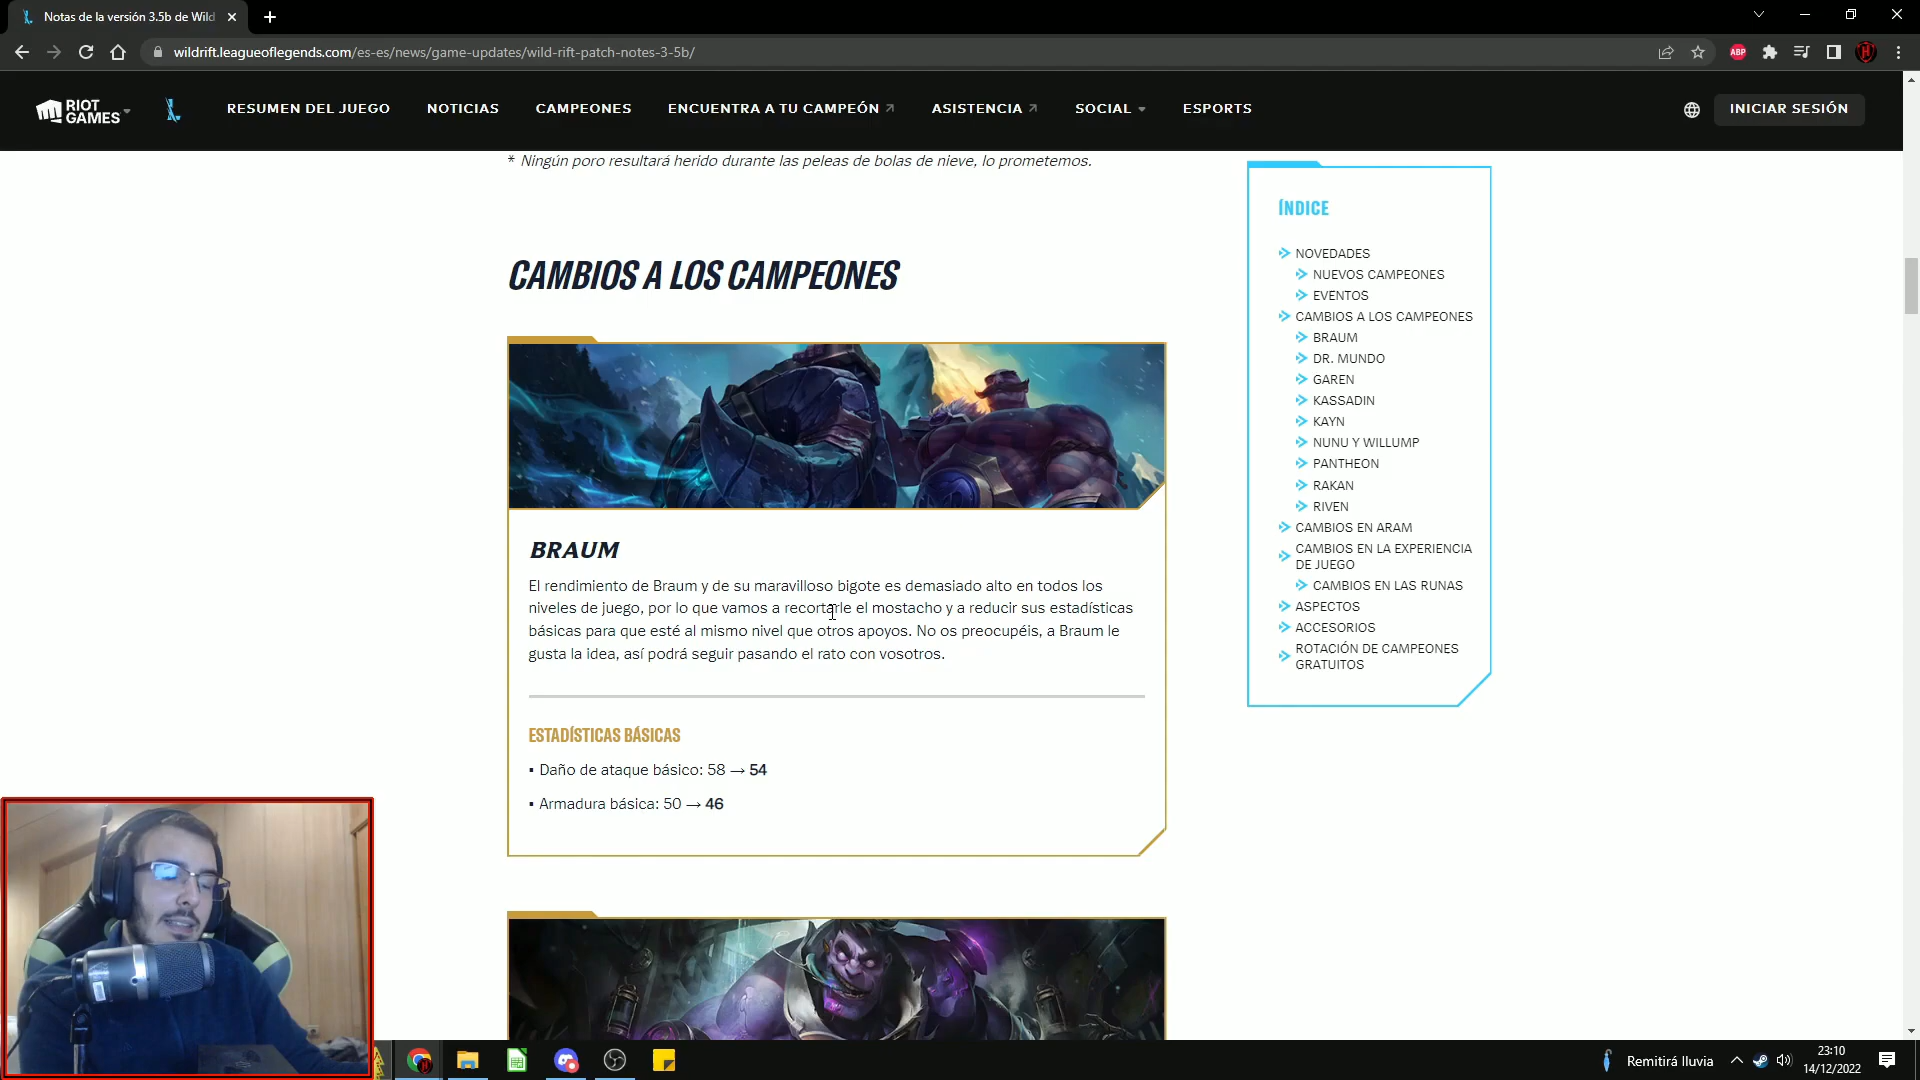 Notas de la versión 3.5b de Wild
wildrift.leagueoflegends.com/es-es/news/game-updates/wild-rift-patch-notes-3-5b/
ABP
RIOT GAMES
RESUMEN DEL JUEGO
NOTICIAS
CAMPEONES
ENCUENTRA A TU CAMPEÓN
ASISTENCIA
SOCIAL
ESPORTS
INICIAR SESIÓN
* Ningún poro resultará herido durante las peleas de bolas de nieve, lo prometemos.
CAMBIOS A LOS CAMPEONES
BRAUM
El rendimiento de Braum y de su maravilloso bigote es demasiado alto en todos los
niveles de juego, por lo que vamos a recortarle el mostacho y a reducir sus estadísticas
básicas para que esté al mismo nivel que otros apoyos. No os preocupéis, a Braum le
gusta la idea, así podrá seguir pasando el rato con vosotros.
ESTADÍSTICAS BÁSICAS
▪ Daño de ataque básico: 58 → 54
▪ Armadura básica: 50 → 46
ÍNDICE
NOVEDADES
NUEVOS CAMPEONES
EVENTOS
CAMBIOS A LOS CAMPEONES
BRAUM
DR. MUNDO
GAREN
KASSADIN
KAYN
NUNU Y WILLUMP
PANTHEON
RAKAN
RIVEN
CAMBIOS EN ARAM
CAMBIOS EN LA EXPERIENCIA
DE JUEGO
CAMBIOS EN LAS RUNAS
ASPECTOS
ACCESORIOS
ROTACIÓN DE CAMPEONES
GRATUITOS
Remitirá lluvia
23:10
14/12/2022